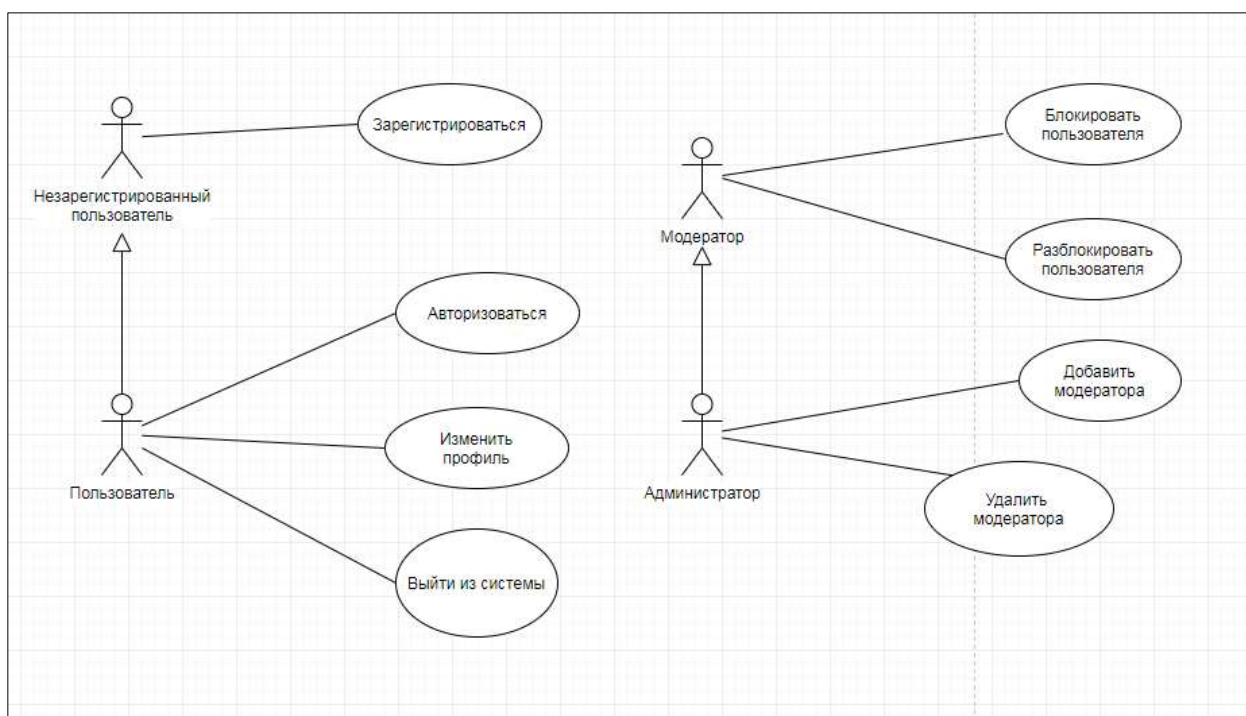 Зарегистрироваться
Незарегистрированный
пользователь
Авторизоваться
Изменить
профиль
Пользователь
Выйти из системы
Блокировать
пользователя
Модератор
Разблокировать
пользователя
Добавить
модератора
Администратор
Удалить
модератора